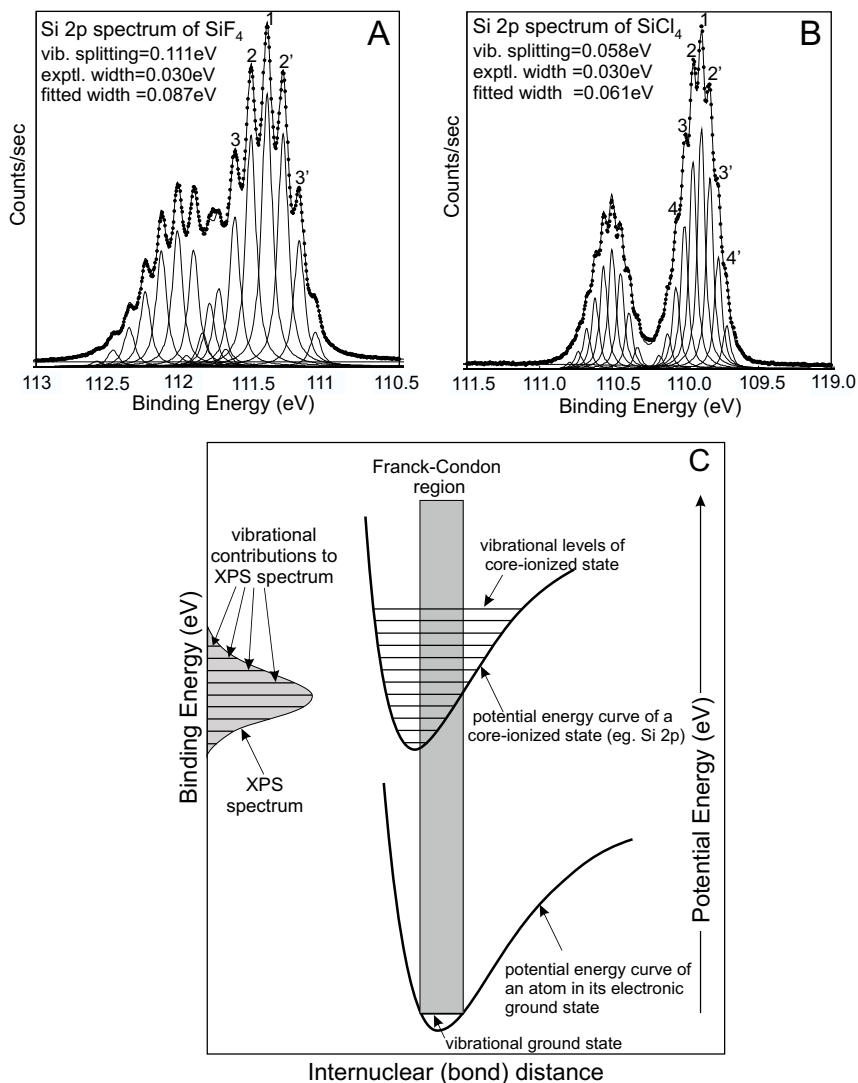 Si 2p spectrum of SiF4
vib. splitting=0.111eV
exptl. width=0.030eV
fitted width =0.087eV
A
1
2
2'
3
3'
Counts/sec
113
112.5
112
111.5
111
110.5
Binding Energy (eV)
Si 2p spectrum of SiCl4
vib. splitting=0.058eV
exptl. width =0.030eV
fitted width =0.061eV
B
1
2
2'
3
3'
4
4'
Counts/sec
111.5
111.0
110.5
110.0
109.5
119.0
Binding Energy (eV)
C
Franck-Condon
region
vibrational
contributions to
XPS spectrum
Binding Energy (eV)
XPS
spectrum
vibrational levels of
core-ionized state
potential energy curve of a
core-ionized state (eg. Si 2p)
Potential Energy (eV)
potential energy curve of
an atom in its electronic
ground state
vibrational ground state
Internuclear (bond) distance